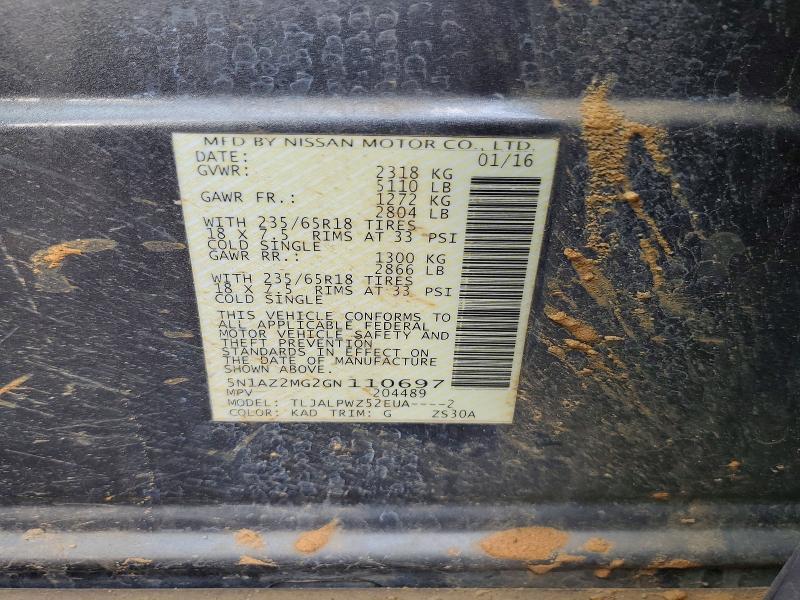 MFD BY NISSAN MOTOR CO., LTD.
DATE: 01/16
GVWR: 2318 KG
5110 LB
GAWR FR.: 1272 KG
2804 LB
WITH 235/65R18 TIRES
18 X 7.5 RIMS AT 33 PSI
COLD SINGLE
GAWR RR.: 1300 KG
2866 LB
WITH 235/65R18 TIRES
18 X 7.5 RIMS AT 33 PSI
COLD SINGLE
THIS VEHICLE CONFORMS TO
ALL APPLICABLE FEDERAL
MOTOR VEHICLE SAFETY AND
THEFT PREVENTION
STANDARDS IN EFFECT ON
THE DATE OF MANUFACTURE
SHOWN ABOVE.
5N1AZ2MG2GN110697
MPV 204489
MODEL: TLJALPWZ52EUA----2
COLOR: KAD TRIM: G ZS30A